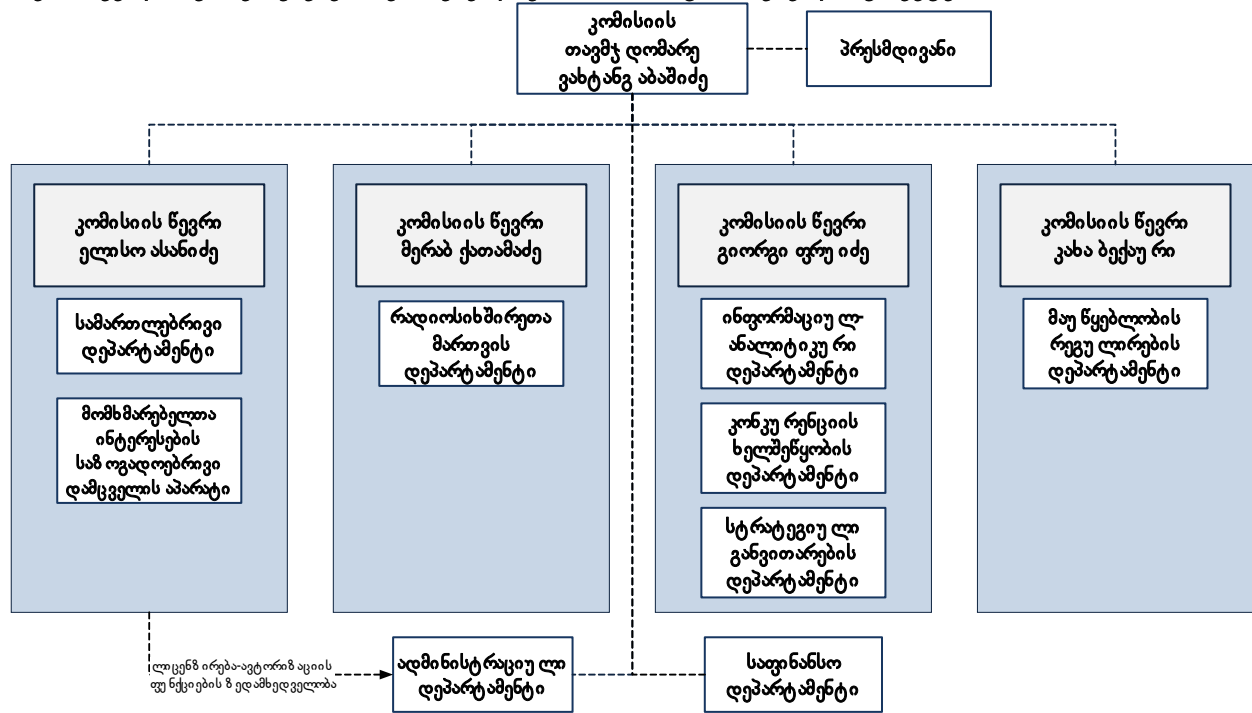 კომისიის
თავმჯდომარე
ვახტანგ აბაშიძე
პრესმდივანი
კომისიის წევრი
ელისო ასანიძე
სამართლებრივი
დეპარტამენტი
მომხმარებელთა
ინტერესების
საზოგადოებრივი
დამცველის აპარატი
კომისიის წევრი
მერაბ ქათამაძე
რადიოსიხშირეთა
მართვის
დეპარტამენტი
კომისიის წევრი
გიორგი ფრუიძე
ინფორმაციულ-
ანალიტიკური
დეპარტამენტი
კონკურენციის
ხელშეწყობის
დეპარტამენტი
სტრატეგიული
განვითარების
დეპარტამენტი
კომისიის წევრი
კახა ბექაური
მაუწყებლობის
რეგულირების
დეპარტამენტი
ლიცენზირება-ავტორიზაციის
ფუნქციების ზედამხედველობა
ადმინისტრაციული
დეპარტამენტი
საფინანსო
დეპარტამენტი